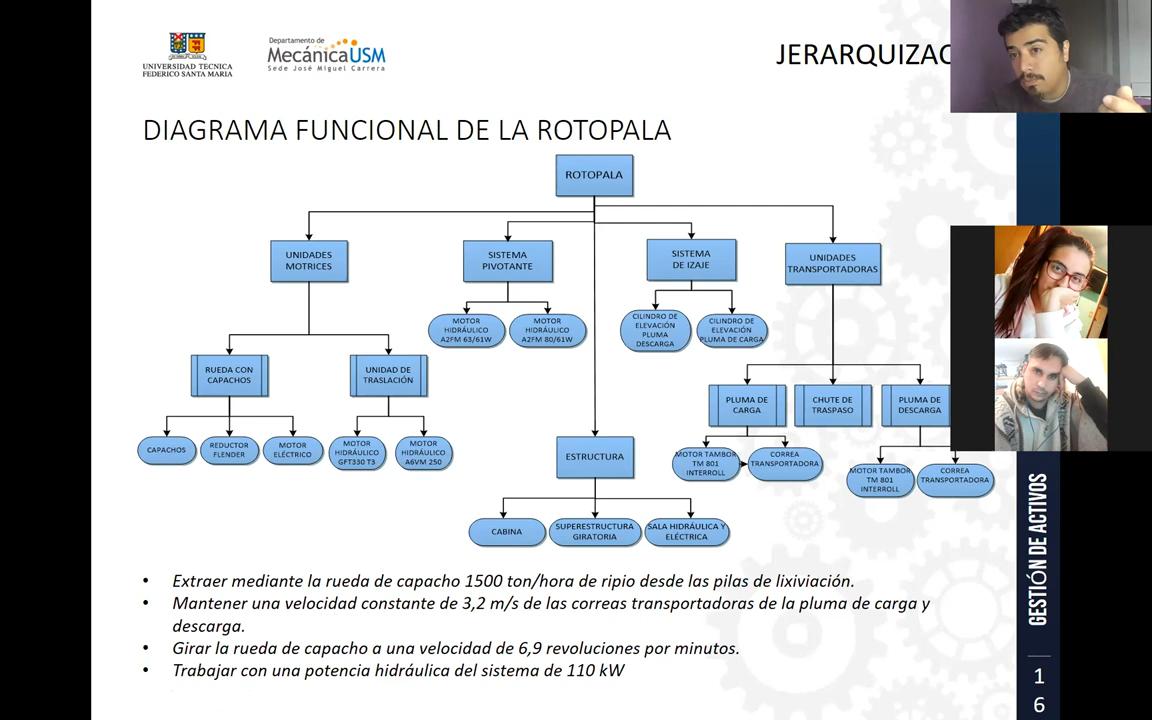 UNIVERSIDAD TECNICA
FEDERICO SANTA MARIA
Departamento de
MecánicaUSM
Sede José Miguel Carrera
JERARQUIZAC
DIAGRAMA FUNCIONAL DE LA ROTOPALA
ROTOPALA
UNIDADES
MOTRICES
SISTEMA
PIVOTANTE
SISTEMA
DE IZAJE
UNIDADES
TRANSPORTADORAS
MOTOR
HIDRÁULICO
A2FM 63/61W
MOTOR
HIDRÁULICO
A2FM 80/61W
CILINDRO DE
ELEVACIÓN
PLUMA
DESCARGA
CILINDRO DE
ELEVACIÓN
PLUMA DE CARGA
RUEDA CON
CAPACHOS
UNIDAD DE
TRASLACIÓN
PLUMA DE
CARGA
CHUTE DE
TRASPASO
PLUMA DE
DESCARGA
CAPACHOS
REDUCTOR
FLENDER
MOTOR
ELÉCTRICO
MOTOR
HIDRÁULICO
GFT330 T3
MOTOR
HIDRÁULICO
A6VM 250
ESTRUCTURA
MOTOR TAMBOR
TM 801
INTERROLL
CORREA
TRANSPORTADORA
MOTOR TAMBOR
TM 801
INTERROLL
CORREA
TRANSPORTADORA
CABINA
SUPERESTRUCTURA
GIRATORIA
SALA HIDRÁULICA Y
ELÉCTRICA
• Extraer mediante la rueda de capacho 1500 ton/hora de ripio desde las pilas de lixiviación.
• Mantener una velocidad constante de 3,2 m/s de las correas transportadoras de la pluma de carga y
descarga.
• Girar la rueda de capacho a una velocidad de 6,9 revoluciones por minutos.
• Trabajar con una potencia hidráulica del sistema de 110 kW
GESTIÓN DE ACTIVOS
1
6